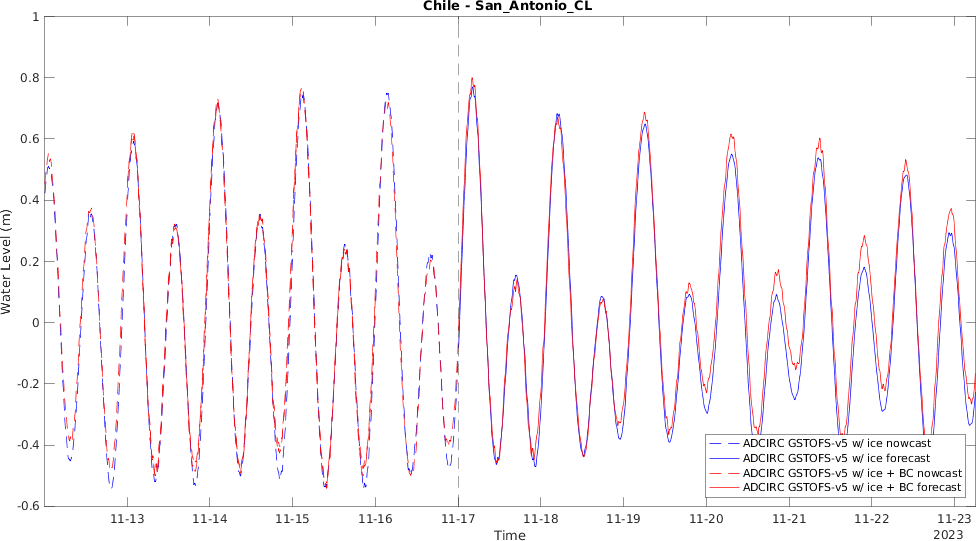 Chile - San_Antonio_CL
1
0.8
0.6
0.4
0.2
0
-0.2
-0.4
-0.6
Water Level (m)
ADCIRC GSTOFS-v5 w/ ice nowcast
ADCIRC GSTOFS-v5 w/ ice forecast
ADCIRC GSTOFS-v5 w/ ice + BC nowcast
ADCIRC GSTOFS-v5 w/ ice + BC forecast
11-13 11-14 11-15 11-16 11-17 11-18 11-19 11-20 11-21 11-22 11-23
Time
2023